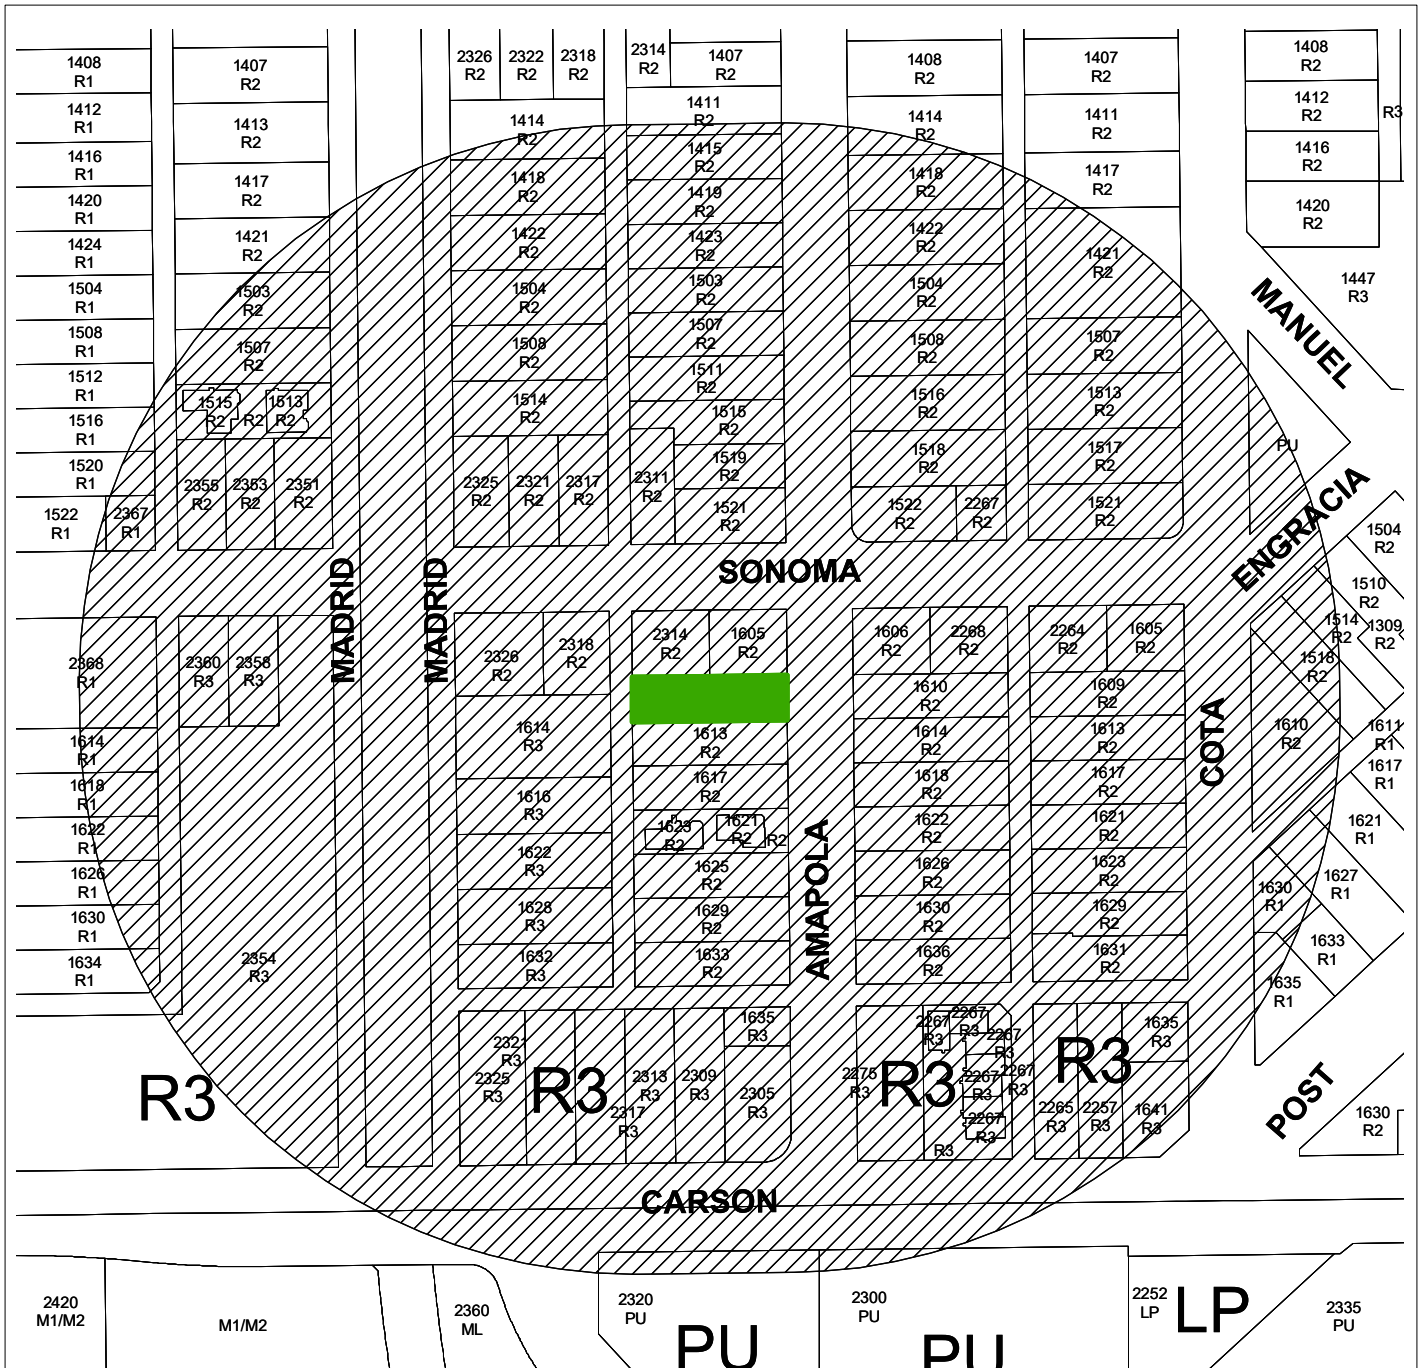 1408
R1
1412
R1
1416
R1
1420
R1
1424
R1
1504
R1
1508
R1
1512
R1
1516
R1
1520
R1
1522
R1
2367
R1
1407
R2
1413
R2
1417
R2
1421
R2
1503
R2
1507
R2
1515
R2
R2
1513
R2
2355
R2
2353
R2
2351
R2
2326
R2
2322
R2
2318
R2
1414
R2
1418
R2
1422
R2
1504
R2
1508
R2
1514
R2
2325
R2
2321
R2
2317
R2
2314
R2
1407
R2
1411
R2
1415
R2
1419
R2
1423
R2
1503
R2
1507
R2
1511
R2
1515
R2
1519
R2
2311
R2
1521
R2
1408
R2
1414
R2
1418
R2
1422
R2
1504
R2
1508
R2
1516
R2
1518
R2
1522
R2
2267
R2
1407
R2
1411
R2
1417
R2
1421
R2
1507
R2
1513
R2
1517
R2
1521
R2
1408
R2
1412
R2
R3
1416
R2
1420
R2
1447
R3
MANUEL
PU
ENGRACIA
1504
R2
1510
R2
1514
R2
1309
R2
1518
R2
1610
R2
1611
R1
1617
R1
1621
R1
1627
R1
1630
R1
1633
R1
1635
R1
MADRID
MADRID
SONOMA
2368
R1
1614
R1
1618
R1
1622
R1
1626
R1
1630
R1
1634
R1
2360
R3
2358
R3
2354
R3
R3
2326
R2
2318
R2
1614
R3
1616
R3
1622
R3
1628
R3
1632
R3
2314
R2
1605
R2
1613
R2
1617
R2
1623
R2
1621
R2
R2
1625
R2
1629
R2
1633
R2
AMAPOLA
1606
R2
2268
R2
1610
R2
1614
R2
1618
R2
1622
R2
1626
R2
1630
R2
1636
R2
2264
R2
1605
R2
1609
R2
1613
R2
1617
R2
1621
R2
1623
R2
1629
R2
1631
R2
COTA
2321
R3
2325
R3
R3
2313
R3
2317
R3
2309
R3
1635
R3
2305
R3
2275
R3
R3
2267
R3
2267
R3
2267
R3
2267
R3
2267
R3
2267
R3
R3
R3
1635
R3
2265
R3
2257
R3
1641
R3
POST
1630
R2
CARSON
2420
M1/M2
M1/M2
2360
ML
2320
PU
PU
2300
PU
PU
2252
LP
LP
2335
PU